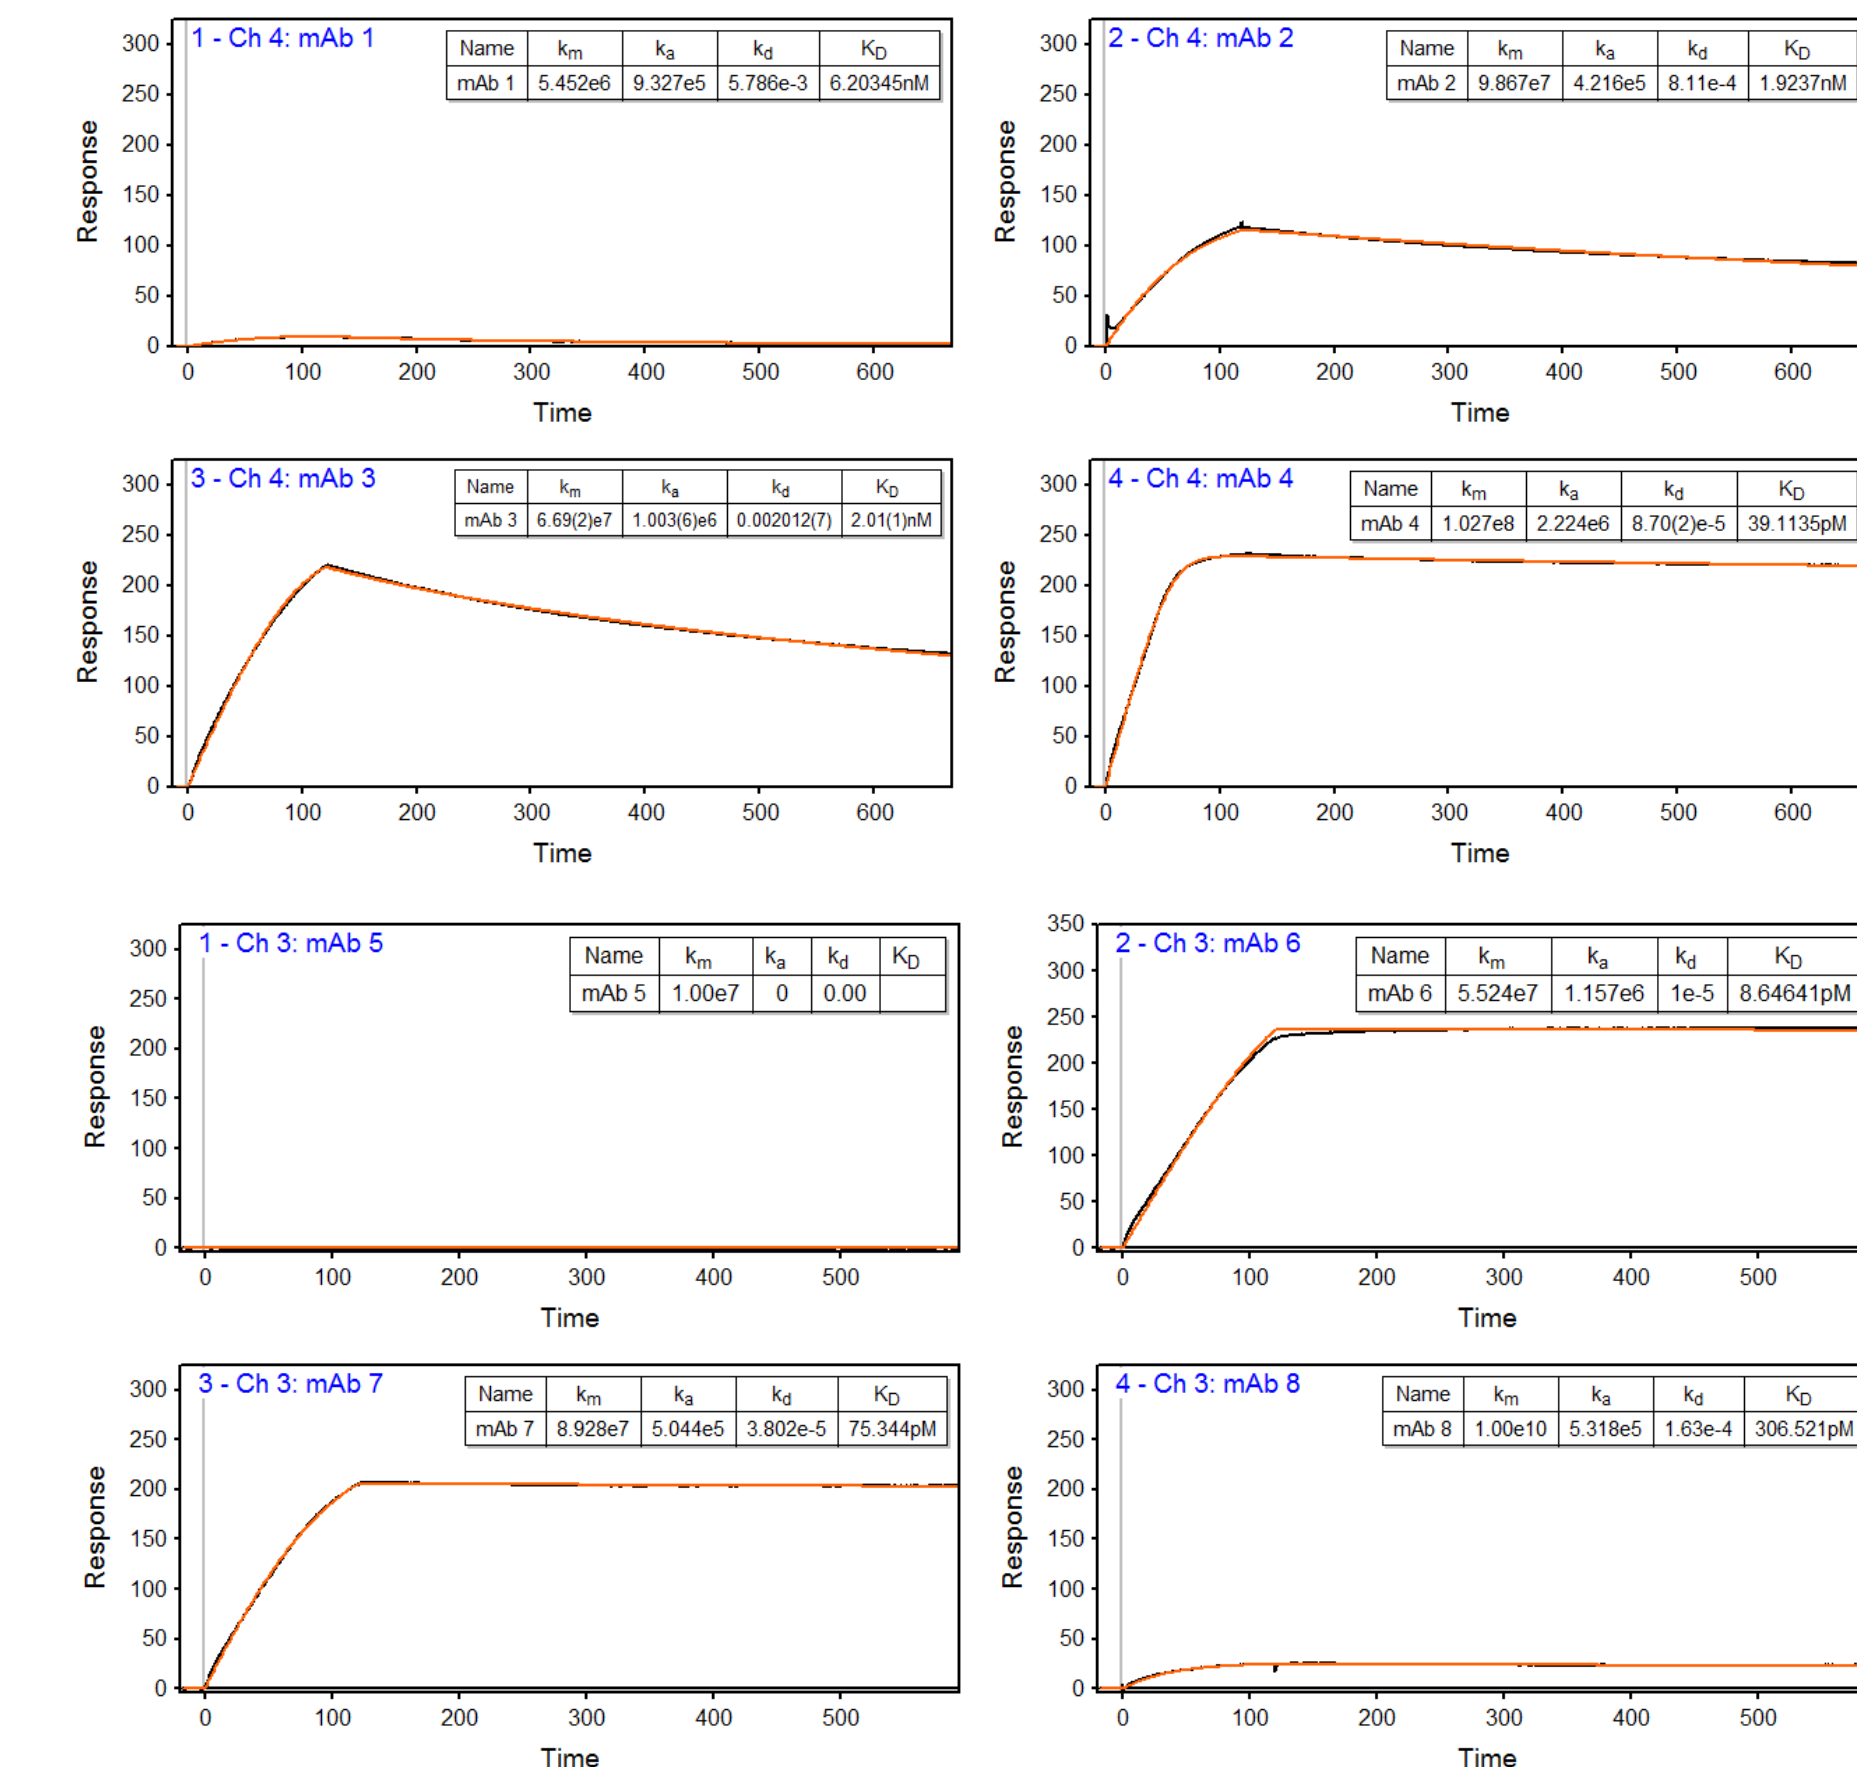 1 - Ch 4: mAb 1
Name km ka kd KD
mAb 1 5.452e6 9.327e5 5.786e-3 6.20345nM
Response
300
250
200
150
100
50
0
0 100 200 300 400 500 600
Time
2 - Ch 4: mAb 2
Name km ka kd KD
mAb 2 9.867e7 4.216e5 8.11e-4 1.9237nM
Response
300
250
200
150
100
50
0
0 100 200 300 400 500 600
Time
3 - Ch 4: mAb 3
Name km ka kd KD
mAb 3 6.69(2)e7 1.003(6)e6 0.002012(7) 2.01(1)nM
Response
300
250
200
150
100
50
0
0 100 200 300 400 500 600
Time
4 - Ch 4: mAb 4
Name km ka kd KD
mAb 4 1.027e8 2.224e6 8.70(2)e-5 39.1135pM
Response
300
250
200
150
100
50
0
0 100 200 300 400 500 600
Time
1 - Ch 3: mAb 5
Name km ka kd KD
mAb 5 1.00e7 0 0.00
Response
300
250
200
150
100
50
0
0 100 200 300 400 500
Time
2 - Ch 3: mAb 6
Name km ka kd KD
mAb 6 5.524e7 1.157e6 1e-5 8.64641pM
Response
350
300
250
200
150
100
50
0
0 100 200 300 400 500
Time
3 - Ch 3: mAb 7
Name km ka kd KD
mAb 7 8.928e7 5.044e5 3.802e-5 75.344pM
Response
300
250
200
150
100
50
0
0 100 200 300 400 500
Time
4 - Ch 3: mAb 8
Name km ka kd KD
mAb 8 1.00e10 5.318e5 1.63e-4 306.521pM
Response
300
250
200
150
100
50
0
0 100 200 300 400 500
Time